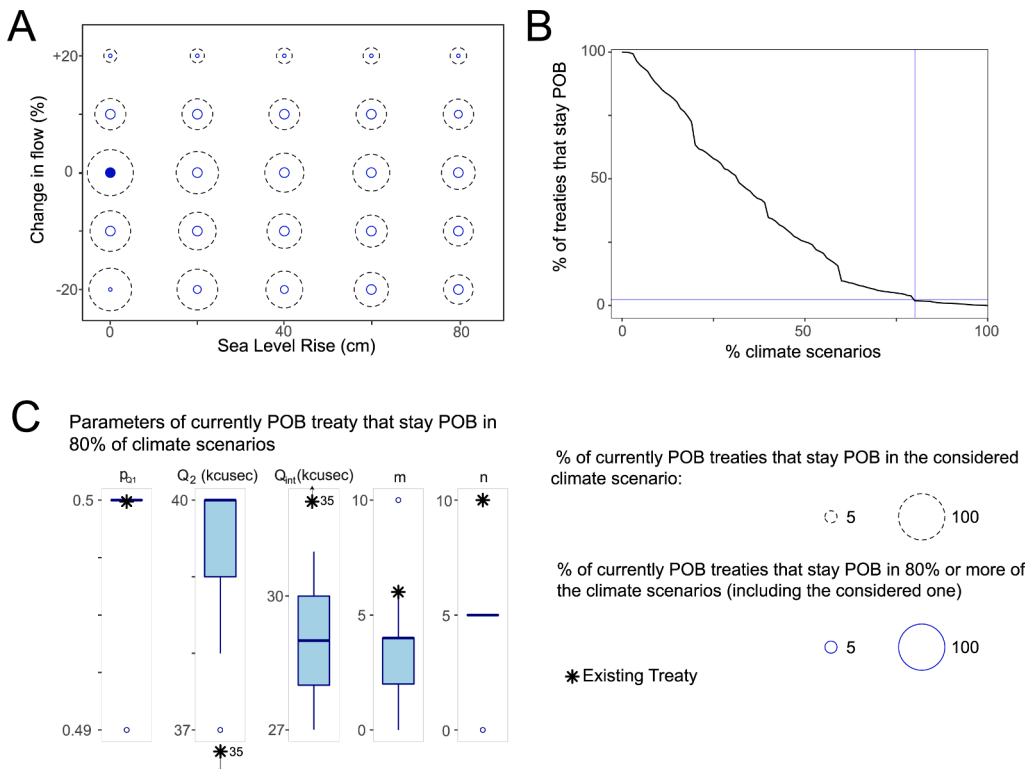 A
Change in flow (%)
+20
0
-20
0
40
80
Sea Level Rise (cm)
B
% of treaties that stay POB
100
50
0
0
50
100
% climate scenarios
C
Parameters of currently POB treaty that stay POB in
80% of climate scenarios
pQ1
Q2 (kcusec)
Qint(kcusec)
m
n
0.5
0.49
40
37
35
35
30
27
10
5
0
10
5
0
% of currently POB treaties that stay POB in the considered
climate scenario:
5
100
% of currently POB treaties that stay POB in 80% or more of
the climate scenarios (including the considered one)
5
100
Existing Treaty